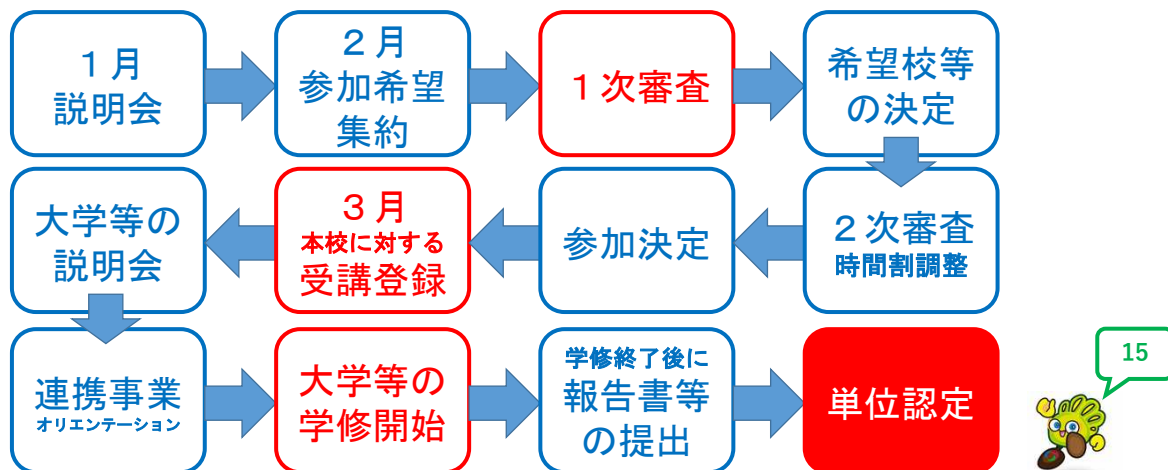 １月
説明会
２月
参加希望
集約
１次審査
希望校等
の決定
２次審査
時間割調整
参加決定
３月
本校に対する
受講登録
大学等の
説明会
連携事業
オリエンテーション
大学等の
学修開始
学修終了後に
報告書等
の提出
単位認定
15